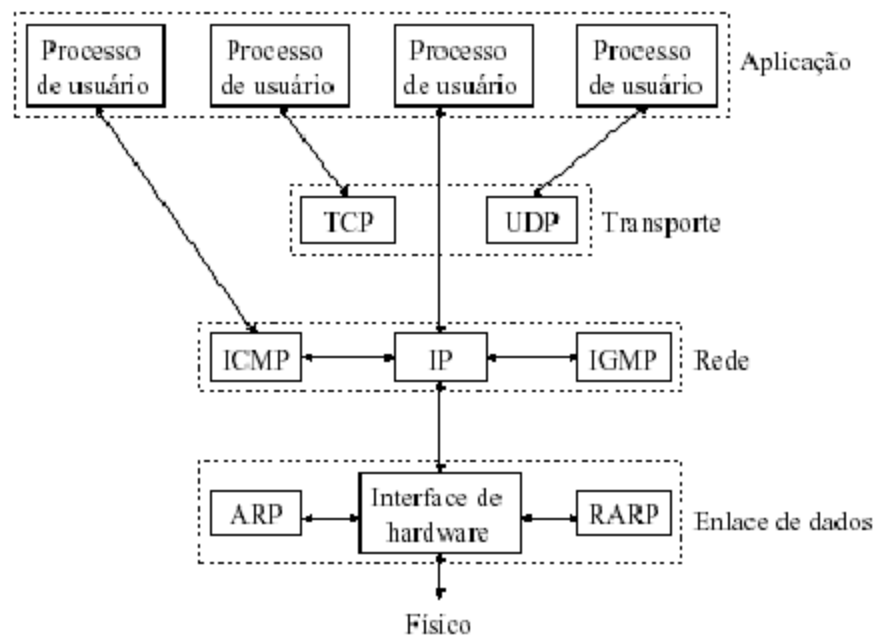 Processo
de usuário
Processo
de usuário
Processo
de usuário
Processo
de usuário
Aplicação
TCP
UDP
Transporte
ICMP
IP
IGMP
Rede
ARP
Interface de
hardware
RARP
Enlace de dados
Físico